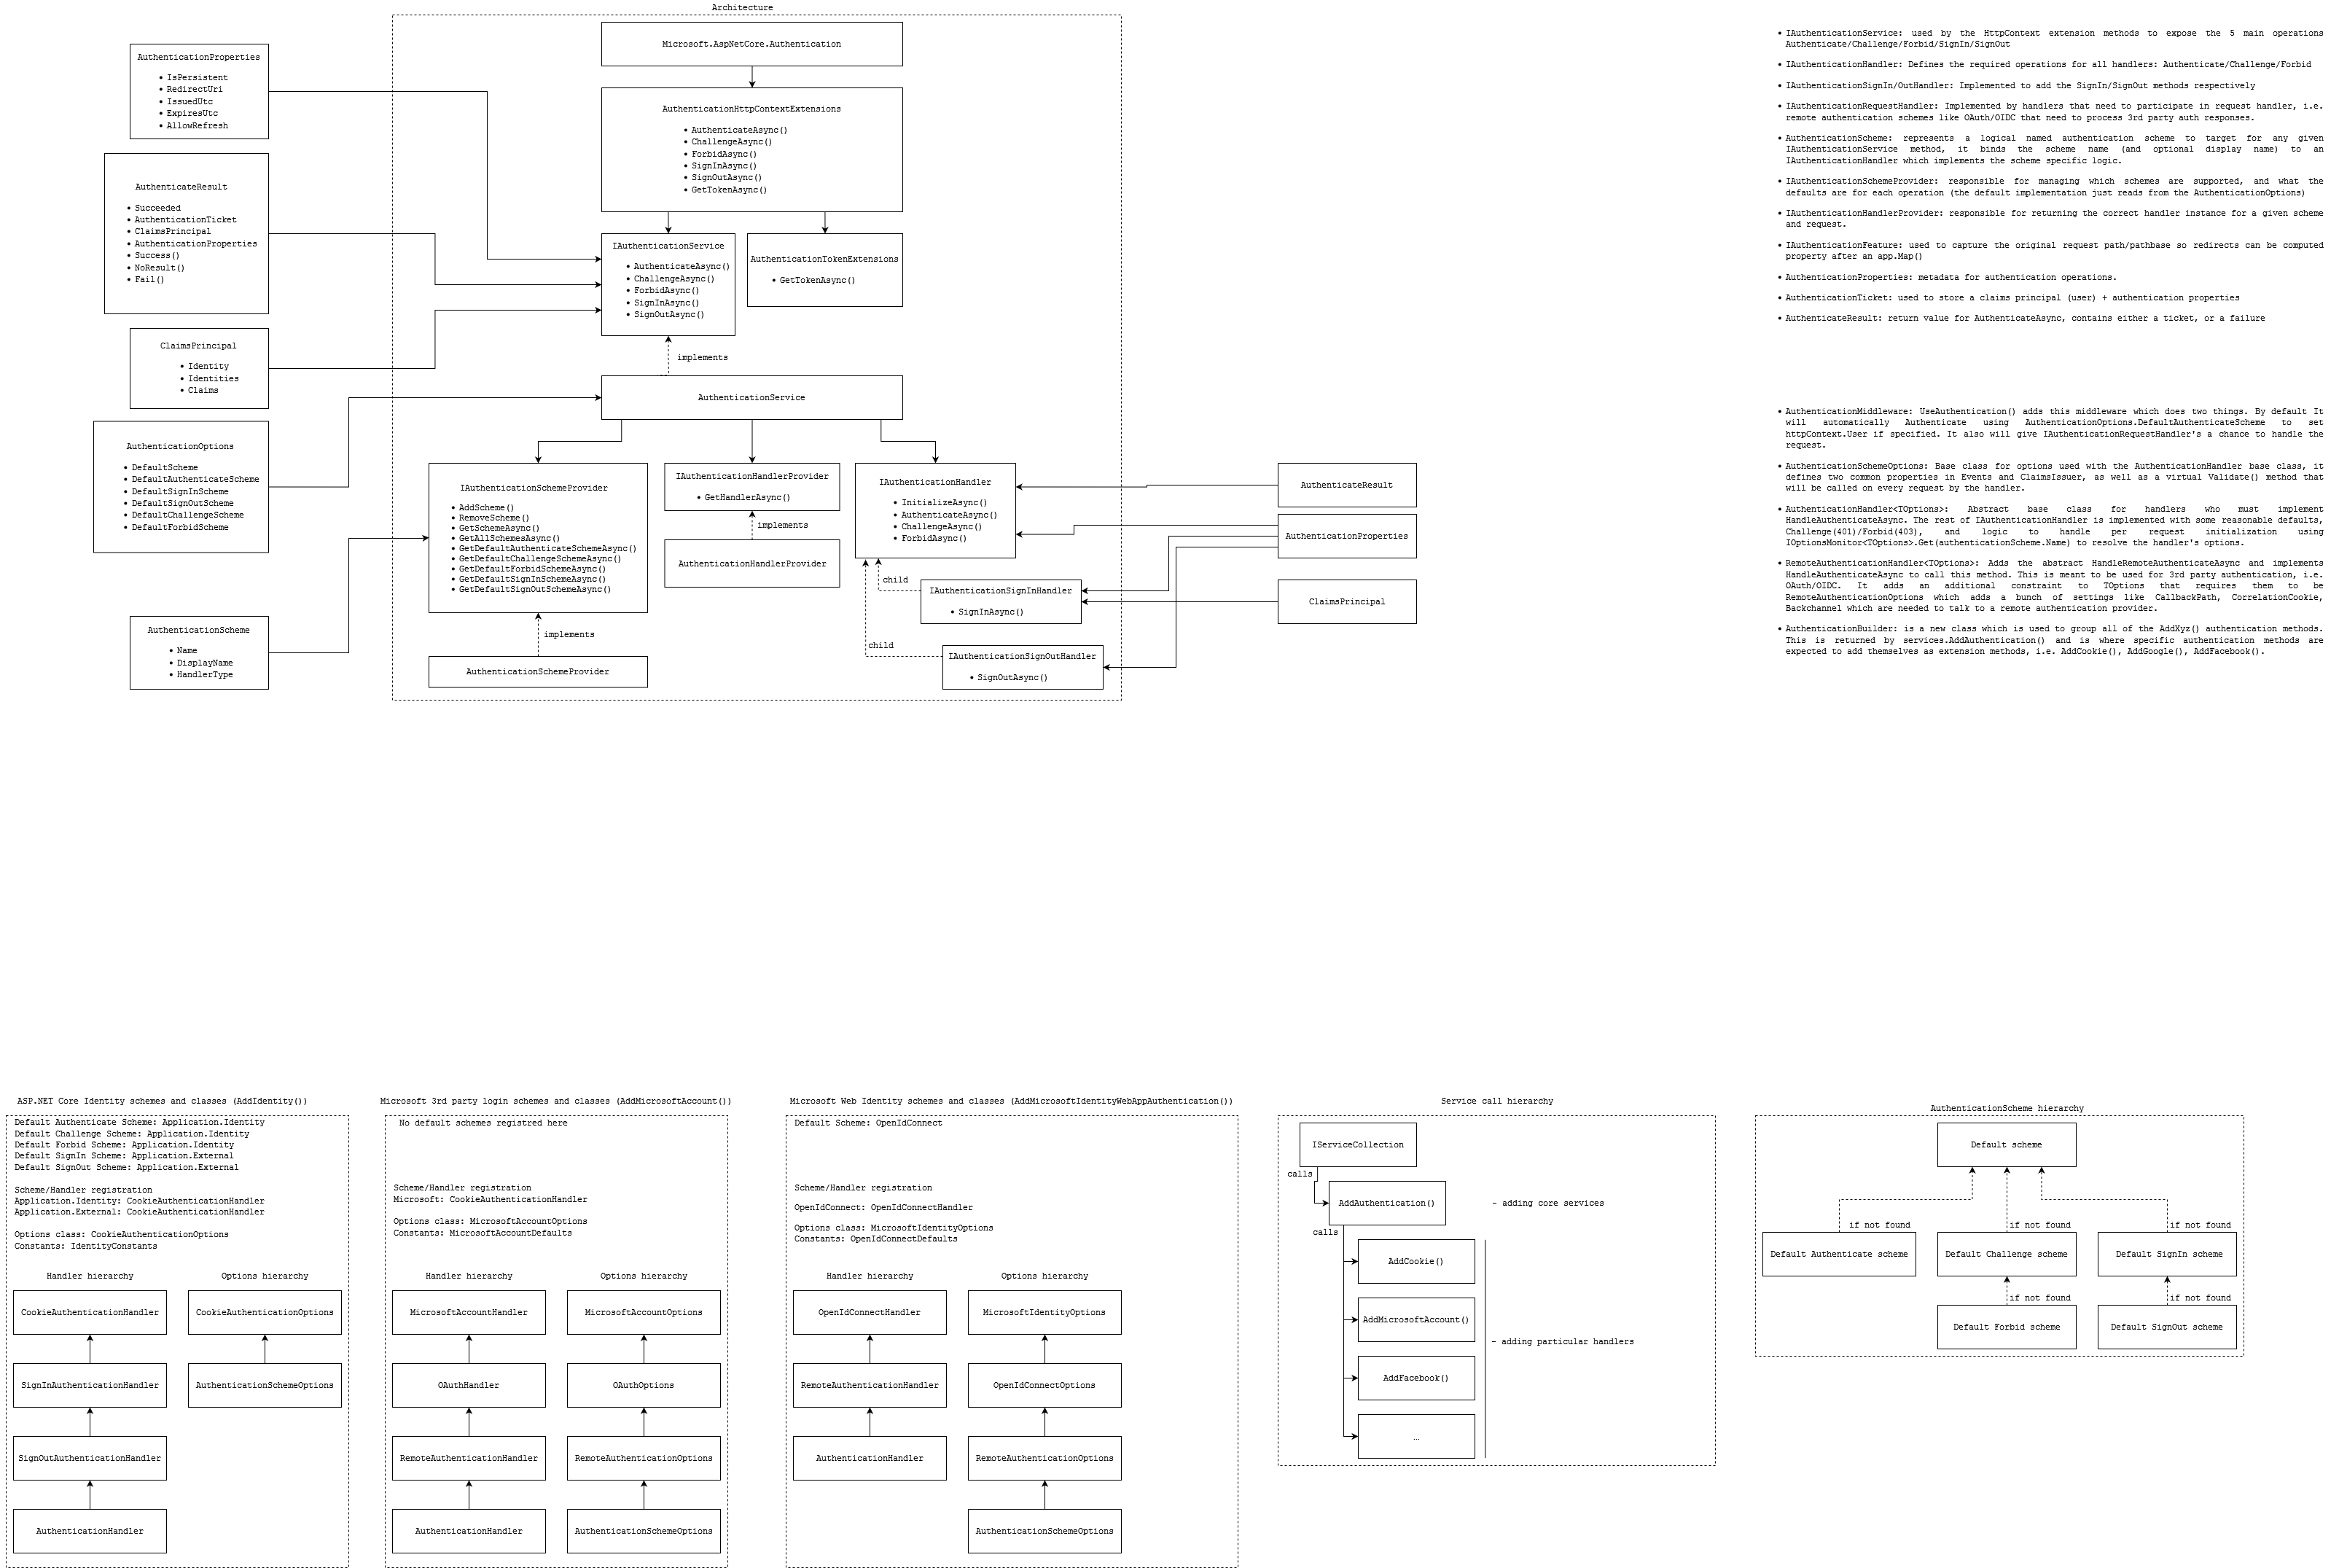 Architecture
Microsoft.AspNetCore.Authentication
AuthenticationHttpContextExtensions
• AuthenticateAsync()
• ChallengeAsync()
• ForbidAsync()
• SignInAsync()
• SignOutAsync()
• GetTokenAsync()
AuthenticationProperties
• IsPersistent
• RedirectUri
• IssuedUtc
• ExpiresUtc
• AllowRefresh
AuthenticateResult
• Succeeded
• AuthenticationTicket
• ClaimsPrincipal
• AuthenticationProperties
• Success()
• NoResult()
• Fail()
ClaimsPrincipal
• Identity
• Identities
• Claims
AuthenticationOptions
• DefaultScheme
• DefaultAuthenticateScheme
• DefaultSignInScheme
• DefaultSignOutScheme
• DefaultChallengeScheme
• DefaultForbidScheme
AuthenticationScheme
• Name
• DisplayName
• HandlerType
IAuthenticationService
• AuthenticateAsync()
• ChallengeAsync()
• ForbidAsync()
• SignInAsync()
• SignOutAsync()
AuthenticationTokenExtensions
• GetTokenAsync()
implements
AuthenticationService
IAuthenticationSchemeProvider
• AddScheme()
• RemoveScheme()
• GetSchemeAsync()
• GetAllSchemesAsync()
• GetDefaultAuthenticateSchemeAsync()
• GetDefaultChallengeSchemeAsync()
• GetDefaultForbidSchemeAsync()
• GetDefaultSignInSchemeAsync()
• GetDefaultSignOutSchemeAsync()
implements
AuthenticationSchemeProvider
IAuthenticationHandlerProvider
• GetHandlerAsync()
implements
AuthenticationHandlerProvider
IAuthenticationHandler
• InitializeAsync()
• AuthenticateAsync()
• ChallengeAsync()
• ForbidAsync()
child
IAuthenticationSignInHandler
• SignInAsync()
child
IAuthenticationSignOutHandler
• SignOutAsync()
AuthenticateResult
AuthenticationProperties
ClaimsPrincipal
• IAuthenticationService: used by the HttpContext extension methods to expose the 5 main operations
Authenticate/Challenge/Forbid/SignIn/SignOut
• IAuthenticationHandler: Defines the required operations for all handlers: Authenticate/Challenge/Forbid
• IAuthenticationSignIn/OutHandler: Implemented to add the SignIn/SignOut methods respectively
• IAuthenticationRequestHandler: Implemented by handlers that need to participate in request handler, i.e.
remote authentication schemes like OAuth/OIDC that need to process 3rd party auth responses.
• AuthenticationScheme: represents a logical named authentication scheme to target for any given
IAuthenticationService method, it binds the scheme name (and optional display name) to an
IAuthenticationHandler which implements the scheme specific logic.
• IAuthenticationSchemeProvider: responsible for managing which schemes are supported, and what the
defaults are for each operation (the default implementation just reads from the AuthenticationOptions)
• IAuthenticationHandlerProvider: responsible for returning the correct handler instance for a given scheme
and request.
• IAuthenticationFeature: used to capture the original request path/pathbase so redirects can be computed
property after an app.Map()
• AuthenticationProperties: metadata for authentication operations.
• AuthenticationTicket: used to store a claims principal (user) + authentication properties
• AuthenticateResult: return value for AuthenticateAsync, contains either a ticket, or a failure
• AuthenticationMiddleware: UseAuthentication() adds this middleware which does two things. By default It
will automatically Authenticate using AuthenticationOptions.DefaultAuthenticateScheme to set
httpContext.User if specified. It also will give IAuthenticationRequestHandler's a chance to handle the
request.
• AuthenticationSchemeOptions: Base class for options used with the AuthenticationHandler base class, it
defines two common properties in Events and ClaimsIssuer, as well as a virtual Validate() method that
will be called on every request by the handler.
• AuthenticationHandler<TOptions>: Abstract base class for handlers who must implement
HandleAuthenticateAsync. The rest of IAuthenticationHandler is implemented with some reasonable defaults,
Challenge(401)/Forbid(403), and logic to handle per request initialization using
IOptionsMonitor<TOptions>.Get(authenticationScheme.Name) to resolve the handler's options.
• RemoteAuthenticationHandler<TOptions>: Adds the abstract HandleRemoteAuthenticateAsync and implements
HandleAuthenticateAsync to call this method. This is meant to be used for 3rd party authentication, i.e.
OAuth/OIDC. It adds an additional constraint to TOptions that requires them to be
RemoteAuthenticationOptions which adds a bunch of settings like CallbackPath, CorrelationCookie,
Backchannel which are needed to talk to a remote authentication provider.
• AuthenticationBuilder: is a new class which is used to group all of the AddXyz() authentication methods.
This is returned by services.AddAuthentication() and is where specific authentication methods are
expected to add themselves as extension methods, i.e. AddCookie(), AddGoogle(), AddFacebook().
ASP.NET Core Identity schemes and classes (AddIdentity())
Default Authenticate Scheme: Application.Identity
Default Challenge Scheme: Application.Identity
Default Forbid Scheme: Application.Identity
Default SignIn Scheme: Application.External
Default SignOut Scheme: Application.External
Scheme/Handler registration
Application.Identity: CookieAuthenticationHandler
Application.External: CookieAuthenticationHandler
Options class: CookieAuthenticationOptions
Constants: IdentityConstants
Handler hierarchy
CookieAuthenticationHandler
SignInAuthenticationHandler
SignOutAuthenticationHandler
AuthenticationHandler
Options hierarchy
CookieAuthenticationOptions
AuthenticationSchemeOptions
Microsoft 3rd party login schemes and classes (AddMicrosoftAccount())
No default schemes registred here
Scheme/Handler registration
Microsoft: CookieAuthenticationHandler
Options class: MicrosoftAccountOptions
Constants: MicrosoftAccountDefaults
Handler hierarchy
MicrosoftAccountHandler
OAuthHandler
RemoteAuthenticationHandler
AuthenticationHandler
Options hierarchy
MicrosoftAccountOptions
OAuthOptions
RemoteAuthenticationOptions
AuthenticationSchemeOptions
Microsoft Web Identity schemes and classes (AddMicrosoftIdentityWebAppAuthentication())
Default Scheme: OpenIdConnect
Scheme/Handler registration
OpenIdConnect: OpenIdConnectHandler
Options class: MicrosoftIdentityOptions
Constants: OpenIdConnectDefaults
Handler hierarchy
OpenIdConnectHandler
RemoteAuthenticationHandler
AuthenticationHandler
Options hierarchy
MicrosoftIdentityOptions
OpenIdConnectOptions
RemoteAuthenticationOptions
AuthenticationSchemeOptions
Service call hierarchy
IServiceCollection
calls
AddAuthentication()
- adding core services
calls
AddCookie()
AddMicrosoftAccount()
- adding particular handlers
AddFacebook()
...
AuthenticationScheme hierarchy
Default scheme
if not found
if not found
if not found
Default Authenticate scheme
Default Challenge scheme
Default SignIn scheme
if not found
if not found
Default Forbid scheme
Default SignOut scheme